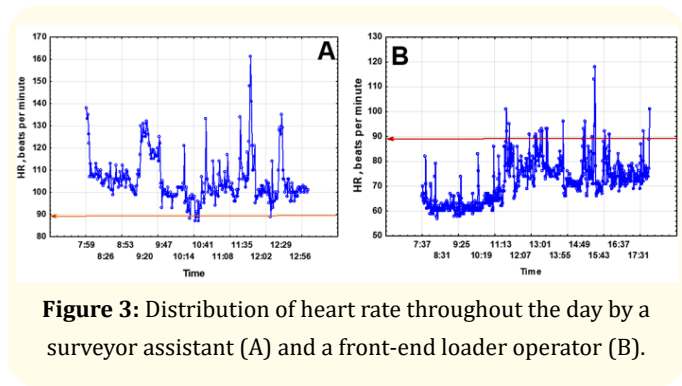 A
170
160
150
140
130
120
110
100
90
80
HR, beats per minute
7:59 8:53 9:47 10:41 11:35 12:29
8:26 9:20 10:14 11:08 12:02 12:56
Time
B
130
120
110
100
90
80
70
60
50
HR, beats per minute
7:37 9:25 11:13 13:01 14:49 16:37
8:31 10:19 12:07 13:55 15:43 17:31
Time
Figure 3: Distribution of heart rate throughout the day by a
surveyor assistant (A) and a front-end loader operator (B).